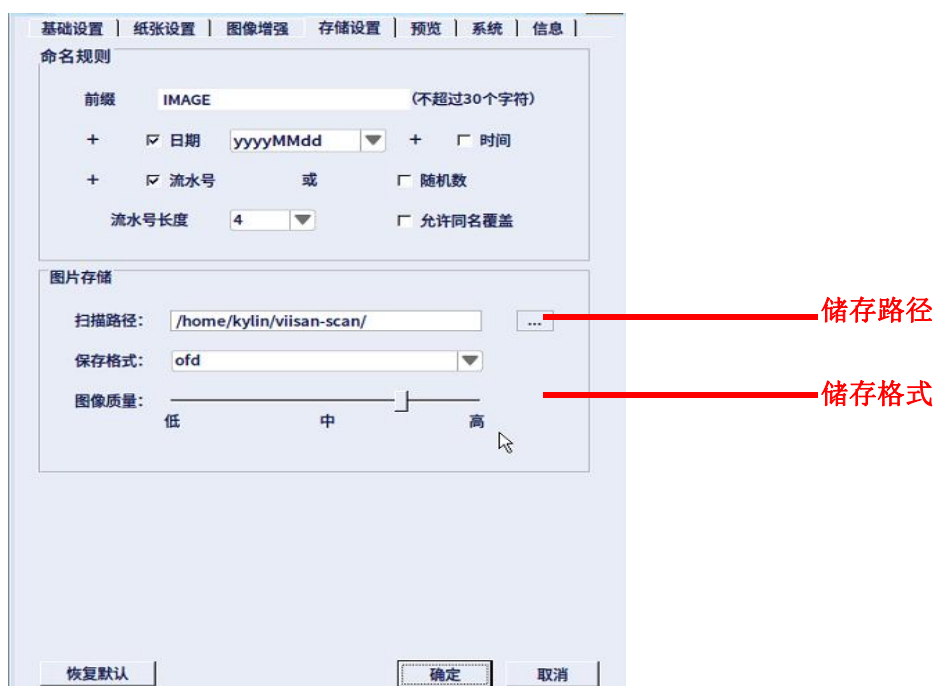 基础设置 | 纸张设置 | 图像增强 存储设置 | 预览 | 系统 | 信息 |
命名规则
前缀 IMAGE (不超过30个字符)
+ 日期 yyyyMMdd + 时间
+ 流水号 或 随机数
流水号长度 4 允许同名覆盖
图片存储
扫描路径: /home/kylin/viisan-scan/ ... 储存路径
保存格式: ofd
图像质量: 储存格式
低 中 高
恢复默认 确定 取消